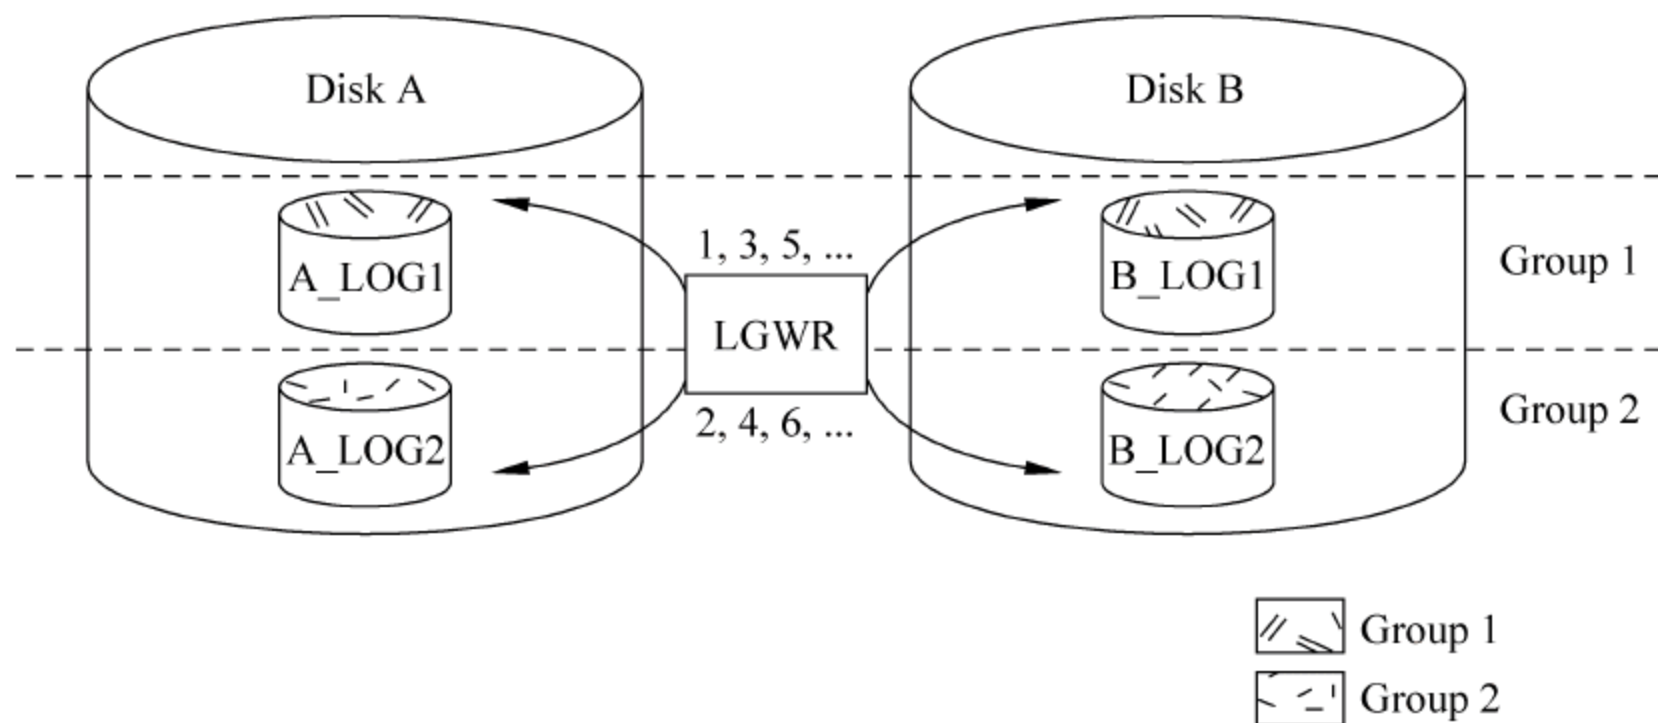 Disk A
Disk B
1, 3, 5, ...
A_LOG1
B_LOG1
Group 1
LGWR
2, 4, 6, ...
A_LOG2
B_LOG2
Group 2
Group 1
Group 2